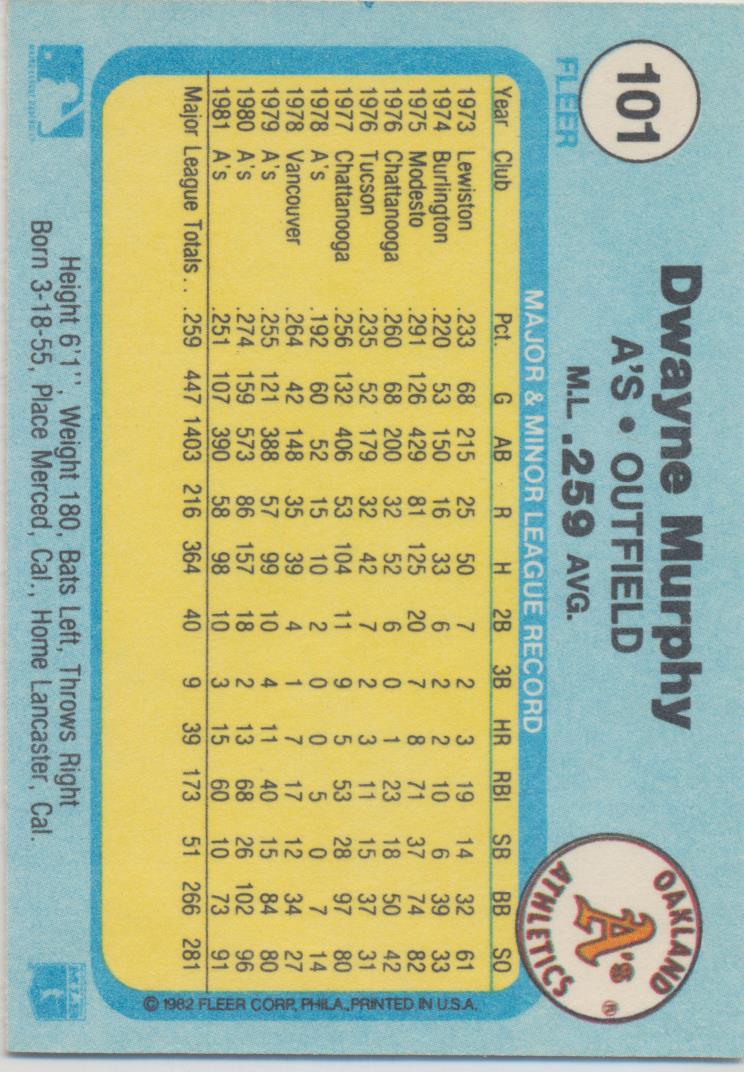 101
FLEER
Dwayne Murphy
A'S • OUTFIELD
M.L. .259 AVG.
OAKLAND
A's
®
ATHLETICS
MAJOR & MINOR LEAGUE RECORD
Year Club Pct. G AB R H 2B 3B HR RBI SB BB SO
1973 Lewiston .233 68 215 25 50 7 2 3 19 14 32 61
1974 Burlington .220 53 150 16 33 6 2 2 10 6 39 33
1975 Modesto .291 126 429 81 125 20 7 8 71 37 74 82
1976 Chattanooga .260 68 200 32 52 6 0 1 23 18 50 42
1976 Tucson .235 52 179 32 42 7 2 3 11 15 37 31
1977 Chattanooga .256 132 406 53 104 11 9 5 53 28 97 80
1978 A's .192 60 52 15 10 2 0 0 5 0 7 14
1978 Vancouver .264 42 148 35 39 4 1 7 17 12 34 27
1979 A's .255 121 388 57 99 10 4 11 40 15 84 80
1980 A's .274 159 573 86 157 18 2 13 68 26 102 96
1981 A's .251 107 390 58 98 10 3 15 60 10 73 91
Major League Totals . . .259 447 1403 216 364 40 9 39 173 51 266 281
© 1982 FLEER CORP., PHILA., PRINTED IN U.S.A.
Height 6'1'', Weight 180, Bats Left, Throws Right
Born 3-18-55, Place Merced, Cal., Home Lancaster, Cal.